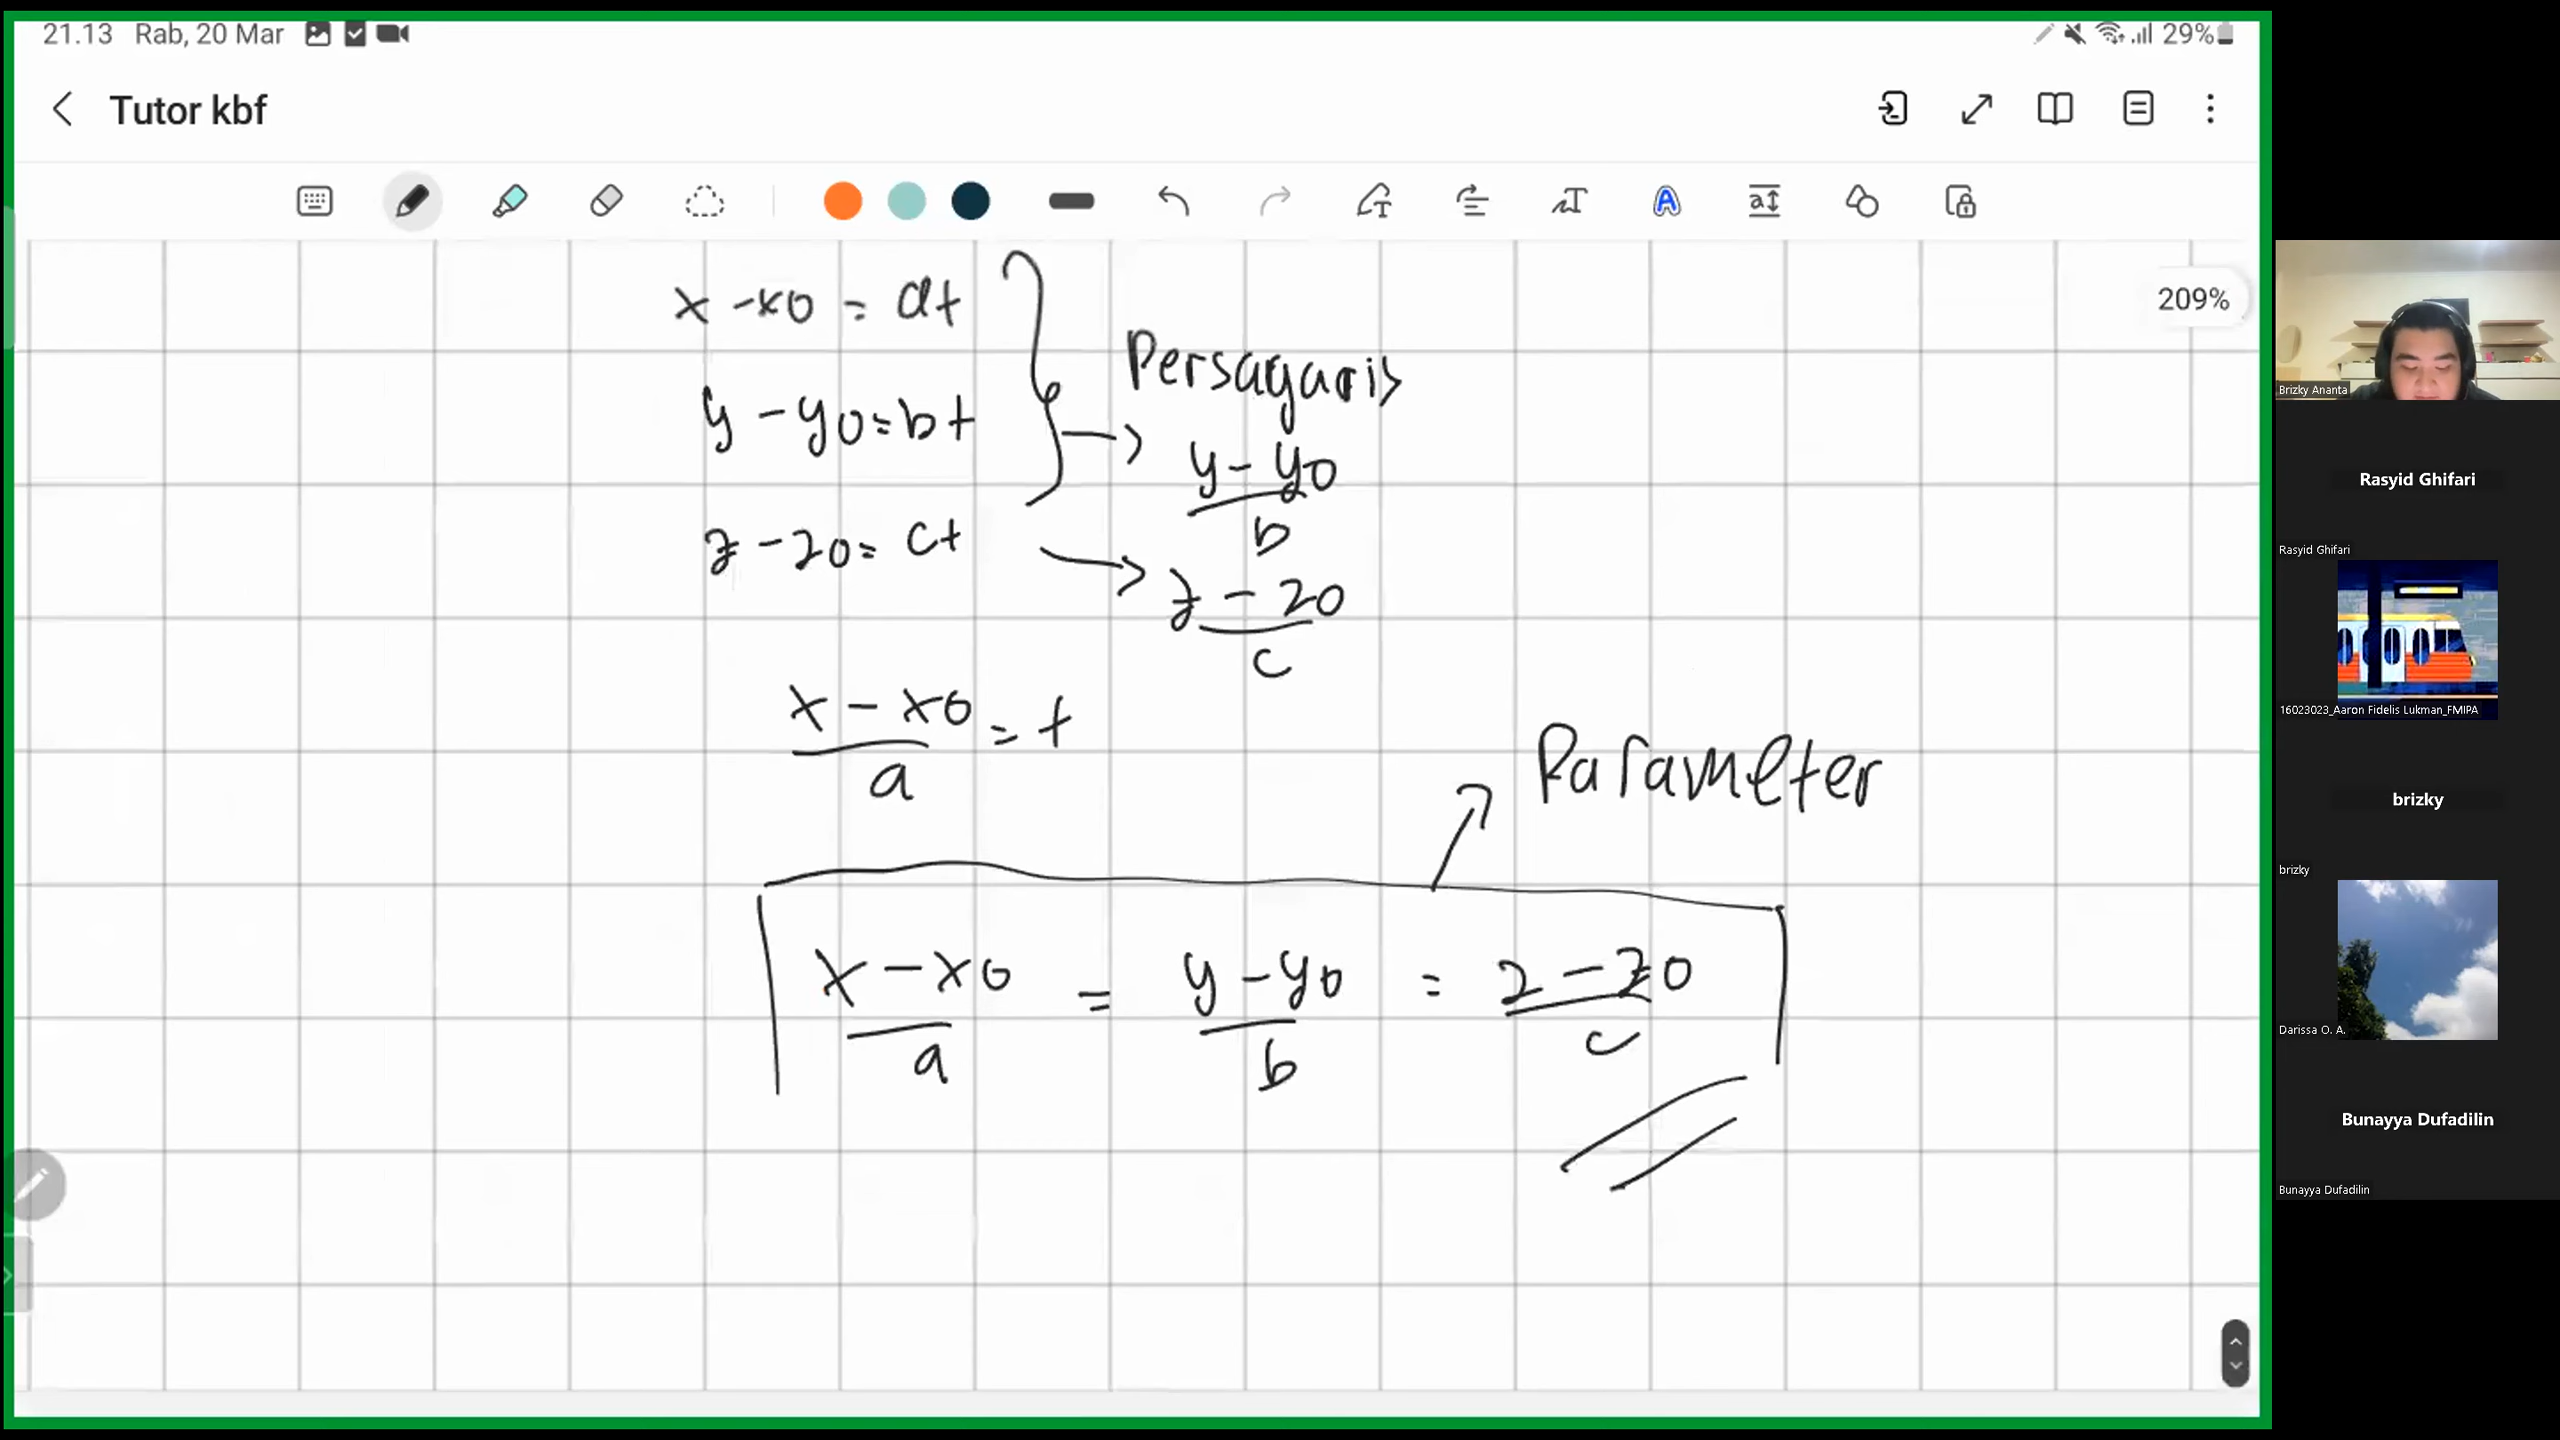 21.13 Rab, 20 Mar
29%
Tutor kbf
209%
x - x0 = at
y - y0 = bt
z - z0 = ct
Persagaris
y - y0
b
z - z0
c
x - x0 = t
a
Parameter
x - x0 = y - y0 = z - z0
a b c
Brizky Ananta
Rasyid Ghifari
Rasyid Ghifari
16023023_Aaron Fidelis Lukman_FMIPA
brizky
brizky
Darissa O. A.
Bunayya Dufadilin
Bunayya Dufadilin